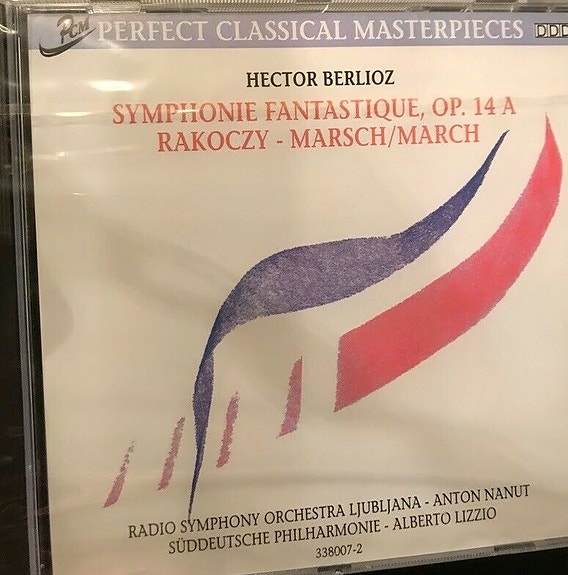 PCM PERFECT CLASSICAL MASTERPIECES DDD
HECTOR BERLIOZ
SYMPHONIE FANTASTIQUE, OP. 14 A
RAKOCZY - MARSCH/MARCH
RADIO SYMPHONY ORCHESTRA LJUBLJANA - ANTON NANUT
SÜDDEUTSCHE PHILHARMONIE - ALBERTO LIZZIO
338007-2